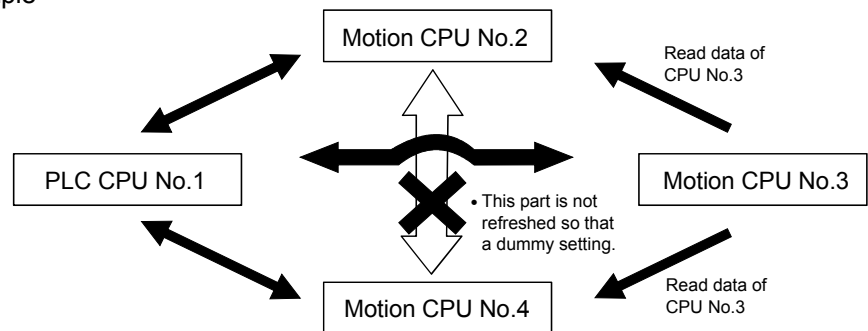 Motion CPU No.2
Read data of
CPU No.3
PLC CPU No.1
Motion CPU No.3
• This part is not
refreshed so that
a dummy setting.
Motion CPU No.4
Read data of
CPU No.3